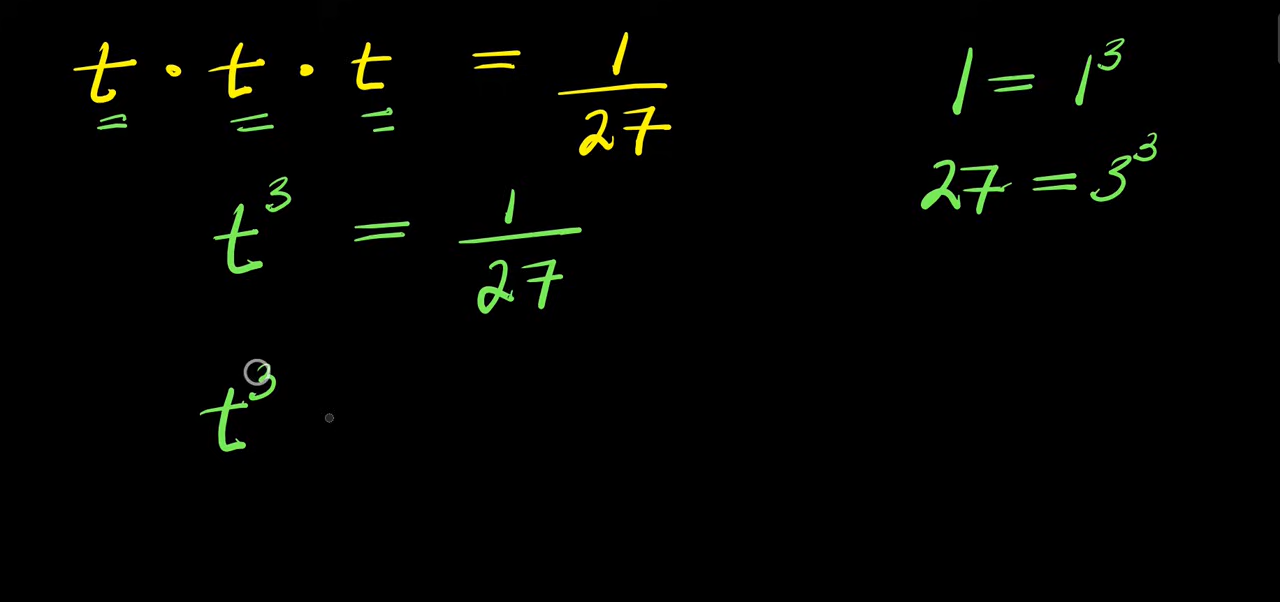 t · t · t = 1/27
t³ = 1/27
t³
1 = 1³
27 = 3³